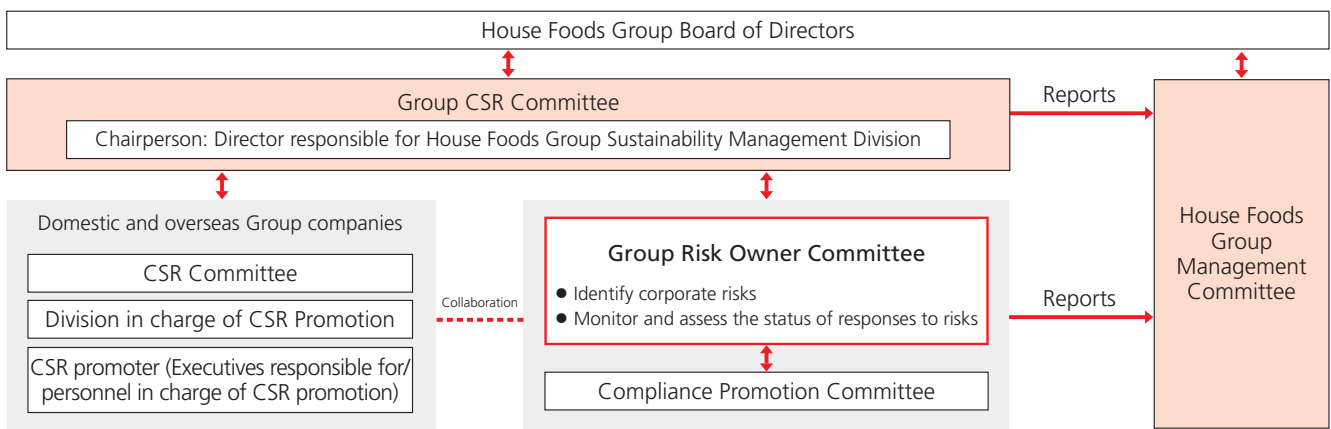 House Foods Group Board of Directors
Group CSR Committee
Chairperson: Director responsible for House Foods Group Sustainability Management Division
Reports
Domestic and overseas Group companies
CSR Committee
Division in charge of CSR Promotion
CSR promoter (Executives responsible for/
personnel in charge of CSR promotion)
Collaboration
Group Risk Owner Committee
● Identify corporate risks
● Monitor and assess the status of responses to risks
Compliance Promotion Committee
Reports
House Foods
Group
Management
Committee